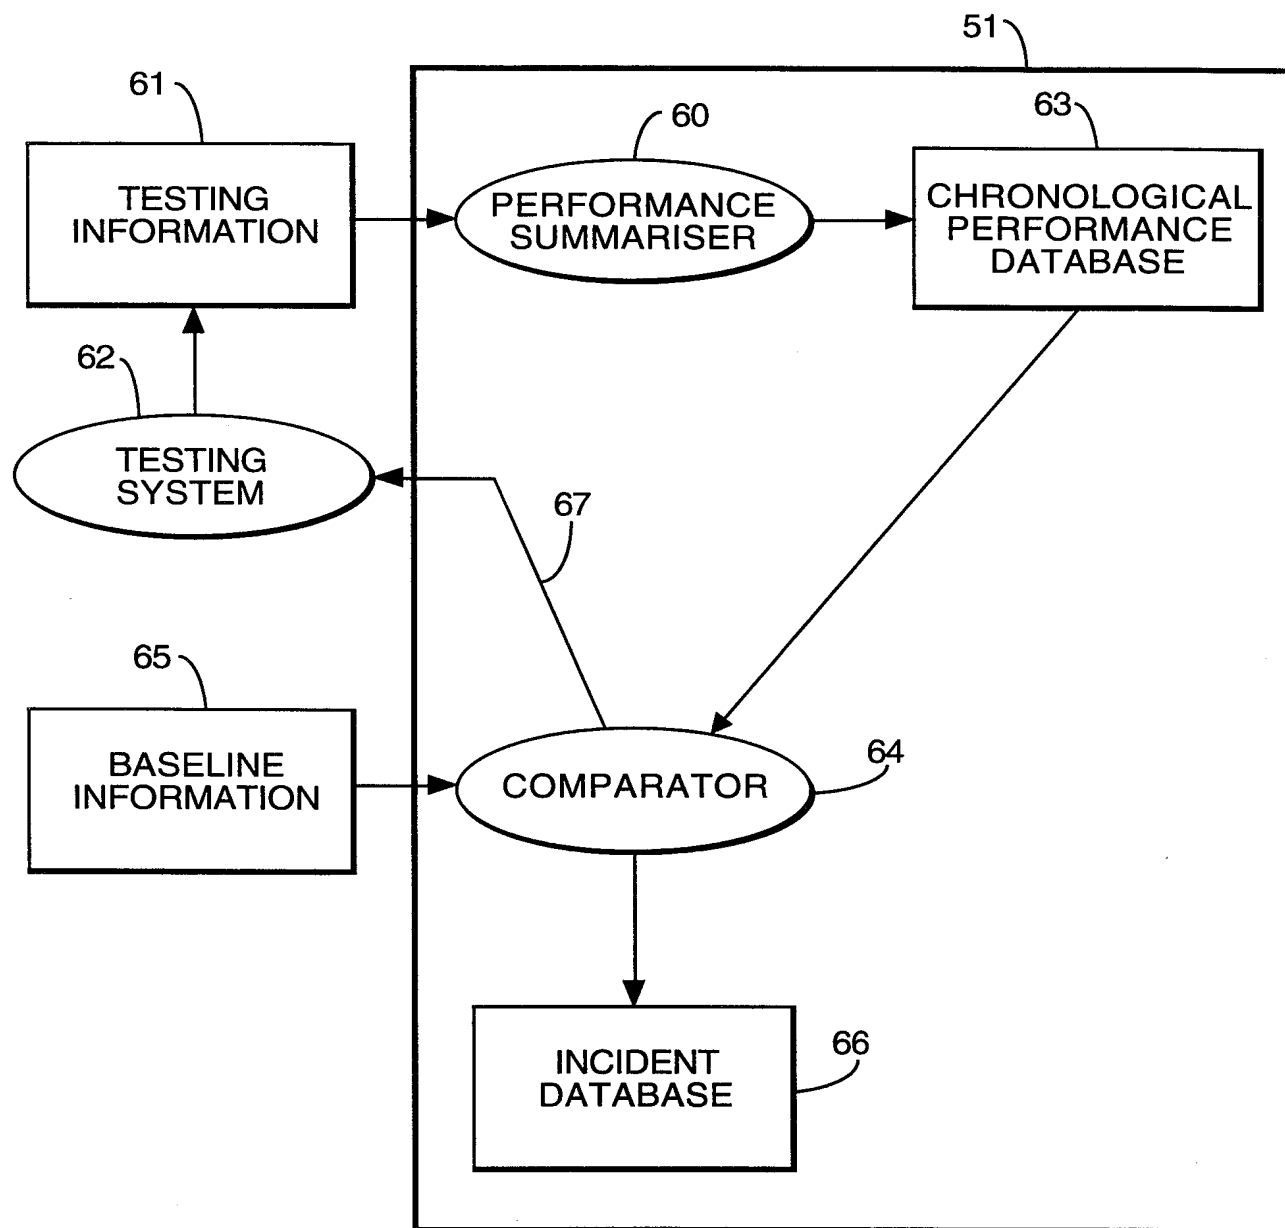 51
61
60
63
TESTING
INFORMATION
PERFORMANCE
SUMMARISER
CHRONOLOGICAL
PERFORMANCE
DATABASE
62
TESTING
SYSTEM
67
65
BASELINE
INFORMATION
COMPARATOR
64
INCIDENT
DATABASE
66